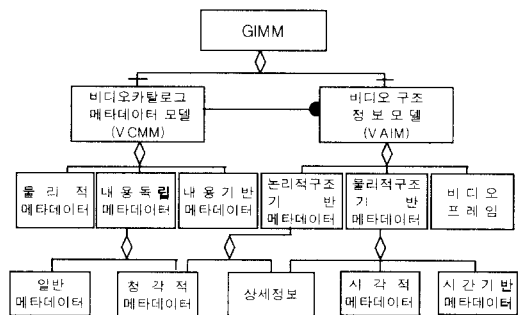 GIMM
비디오카탈로그
메타데이터 모델
(VCMM)
비디오 구조
정보모델
(VAIM)
물리적
메타데이터
내용독립
메타데이터
내용기반
메타데이터
논리적구조
기반
메타데이터
물리적구조
기반
메타데이터
비디오
프레임
일반
메타데이터
청각적
메타데이터
상세정보
시각적
메타데이터
시간기반
메타데이터